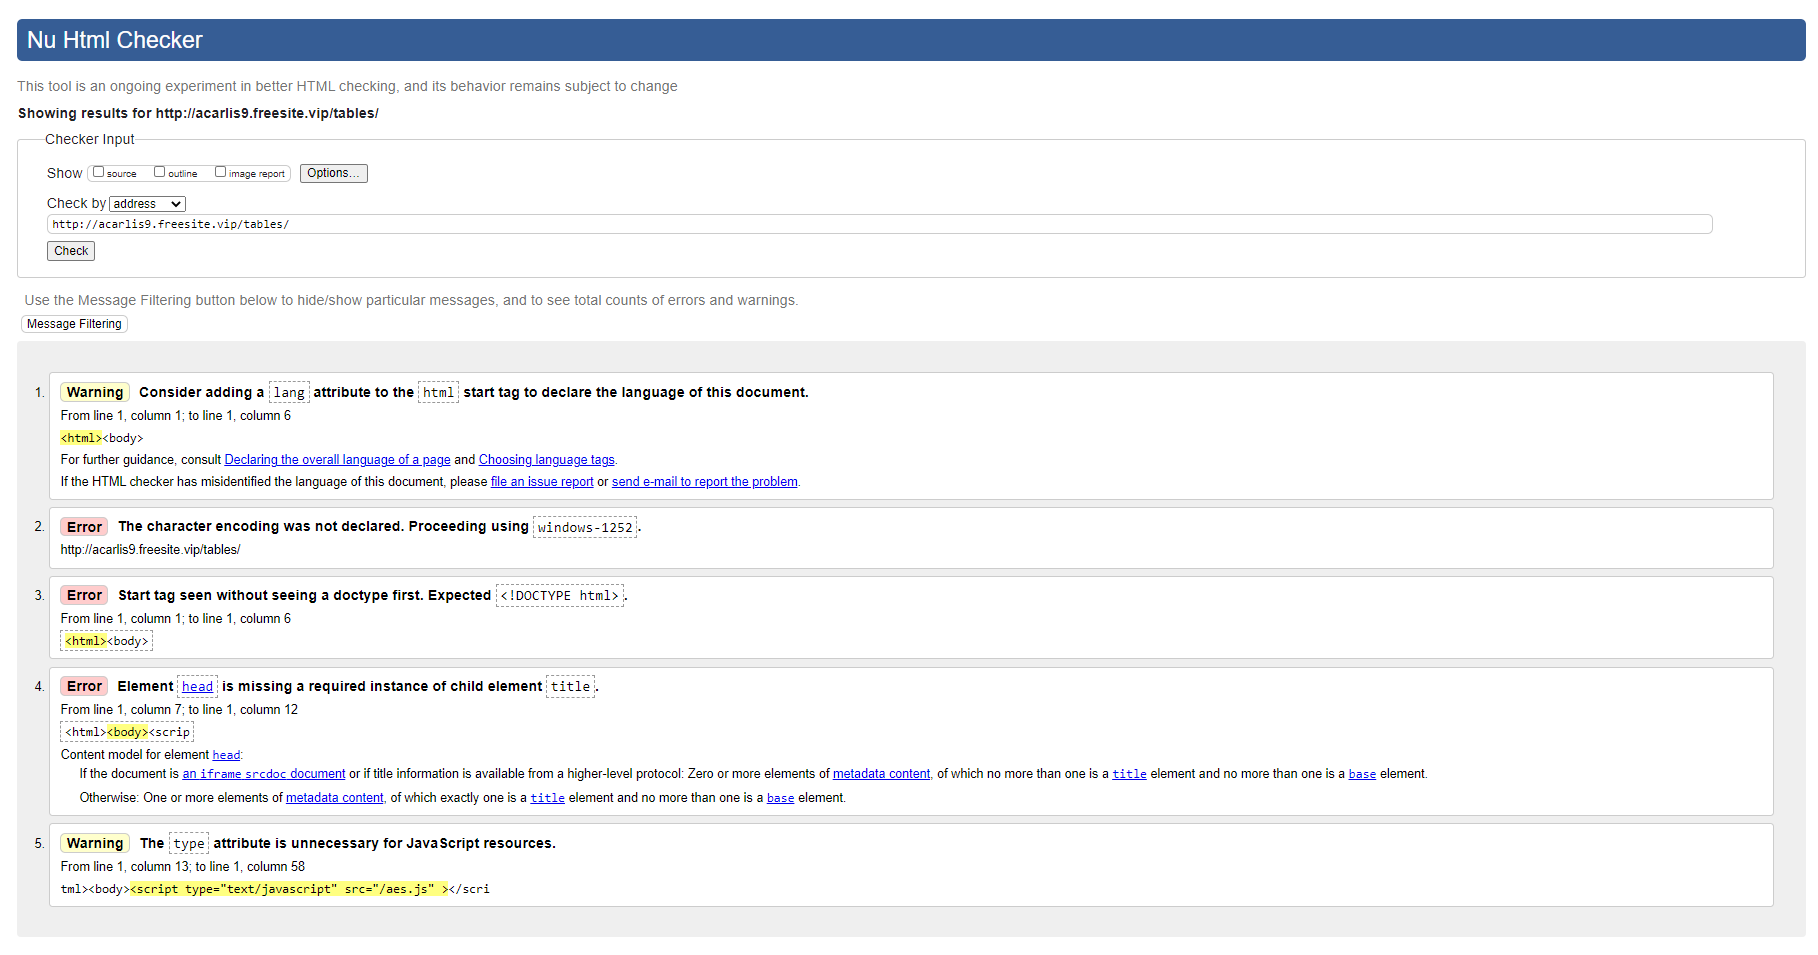 Nu Html Checker
This tool is an ongoing experiment in better HTML checking, and its behavior remains subject to change
Showing results for http://acarlis9.freesite.vip/tables/
Checker Input
Show source outline image report Options...
Check by address
http://acarlis9.freesite.vip/tables/
Check
Use the Message Filtering button below to hide/show particular messages, and to see total counts of errors and warnings.
Message Filtering
1. Warning Consider adding a lang attribute to the html start tag to declare the language of this document.
From line 1, column 1; to line 1, column 6
<html><body>
For further guidance, consult Declaring the overall language of a page and Choosing language tags.
If the HTML checker has misidentified the language of this document, please file an issue report or send e-mail to report the problem.
2. Error The character encoding was not declared. Proceeding using windows-1252.
http://acarlis9.freesite.vip/tables/
3. Error Start tag seen without seeing a doctype first. Expected <!DOCTYPE html>.
From line 1, column 1; to line 1, column 6
<html><body>
4. Error Element head is missing a required instance of child element title.
From line 1, column 7; to line 1, column 12
<html><body><scrip
Content model for element head:
If the document is an iframe srcdoc document or if title information is available from a higher-level protocol: Zero or more elements of metadata content, of which no more than one is a title element and no more than one is a base element.
Otherwise: One or more elements of metadata content, of which exactly one is a title element and no more than one is a base element.
5. Warning The type attribute is unnecessary for JavaScript resources.
From line 1, column 13; to line 1, column 58
tml><body><script type="text/javascript" src="/aes.js" ></scri